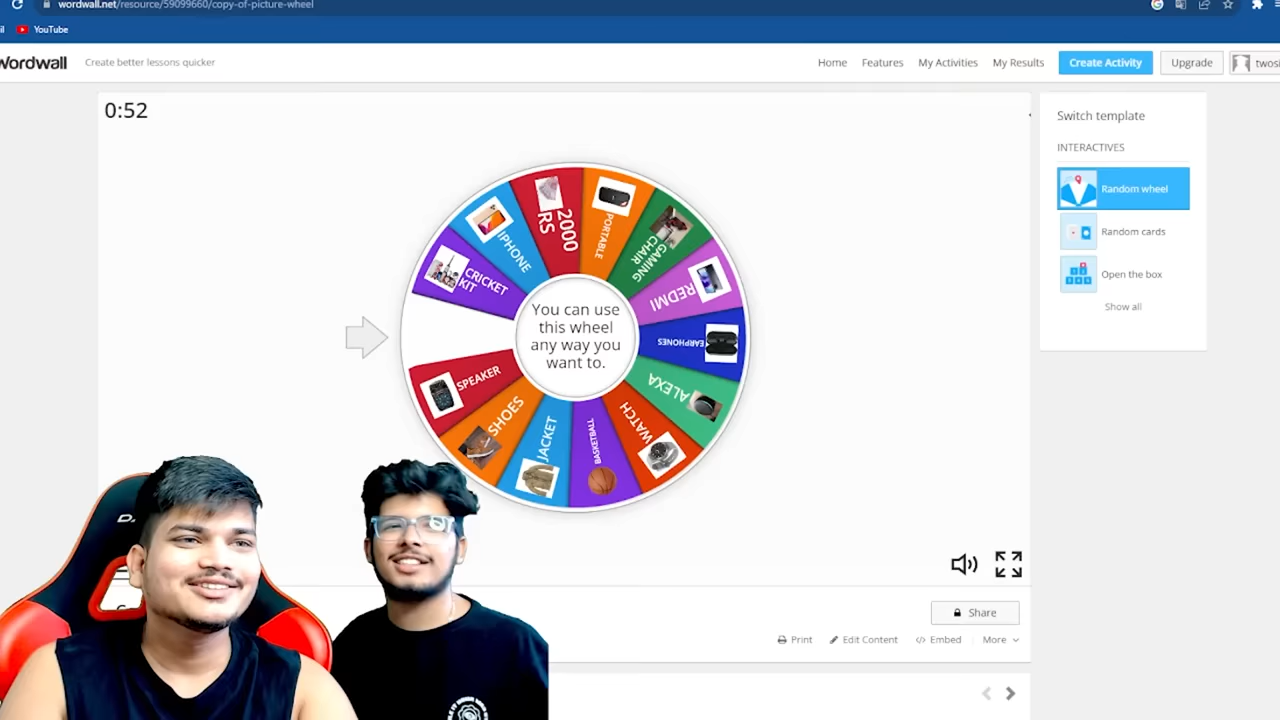 wordwall.net/resource/59099660/copy-of-picture-wheel
YouTube
Wordwall
Create better lessons quicker
Home
Features
My Activities
My Results
Create Activity
Upgrade
0:52
Switch template
INTERACTIVES
Random wheel
Random cards
Open the box
Show all
2000
RS
PORTABLE
GAMING
CHAIR
REDMI
EARPHONES
ALEXA
WATCH
BASKETBALL
JACKET
SHOES
SPEAKER
CRICKET
KIT
IPHONE
You can use
this wheel
any way you
want to.
Share
Print
Edit Content
Embed
More